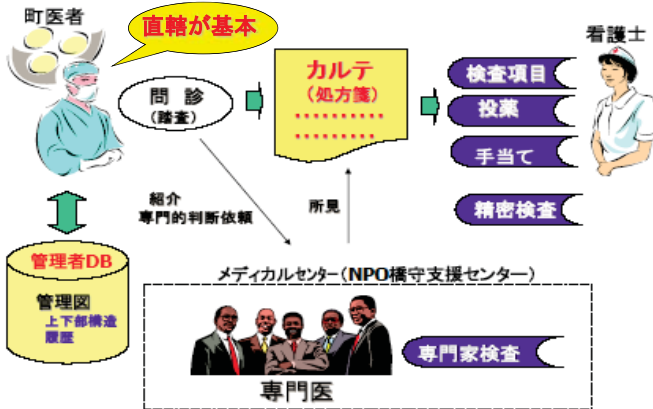 町医者
直轄が基本
看護士
カルテ
(処方箋)
問 診
(踏査)
検査項目
投薬
手当て
精密検査
紹介
専門的判断依頼
所見
管理者DB
管理図
上下部構造
履歴
メディカルセンター(NPO橋守支援センター)
専門家検査
専門医